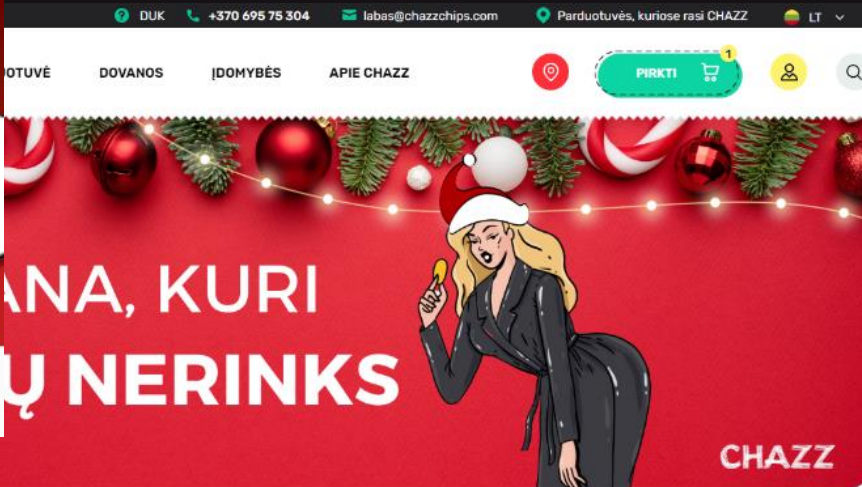 DUK +370 695 75 304 labas@chazzchips.com Parduotuvės, kuriose rasi CHAZZ LT
UOTUVĖ DOVANOS ĮDOMYBĖS APIE CHAZZ PIRKTI 1
ANA, KURI
Ų NERINKS
CHAZZ